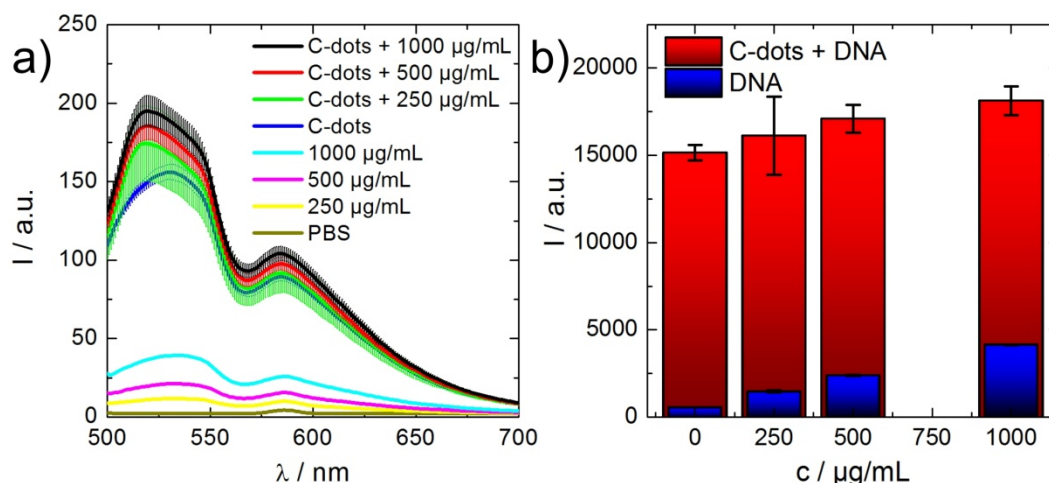 a)
250
200
150
100
50
0
I / a.u.
C-dots + 1000 µg/mL
C-dots + 500 µg/mL
C-dots + 250 µg/mL
C-dots
1000 µg/mL
500 µg/mL
250 µg/mL
PBS
500 550 600 650 700
λ / nm
b)
20000
15000
10000
5000
0
I / a.u.
C-dots + DNA
DNA
0 250 500 750 1000
c / µg/mL